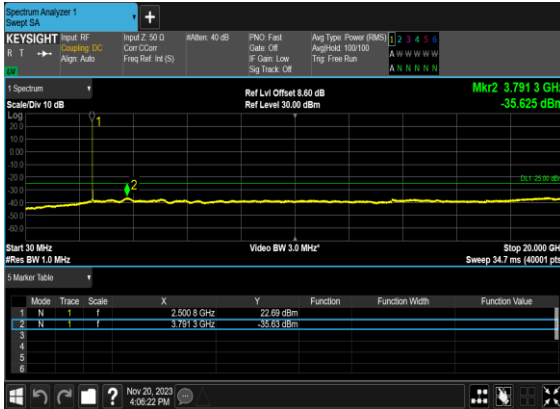 Spectrum Analyzer 1
Swept SA
+
KEYSIGHT
R T
Input: RF
Coupling: DC
Align: Auto
Input Z: 50 Ω
Corr CCorr
Freq Ref: Int (S)
#Atten: 40 dB
PNO: Fast
Gate: Off
IF Gain: Low
Sig Track: Off
Avg Type: Power (RMS)
Avg|Hold: 100/100
Trig: Free Run
1 2 3 4 5 6
A W W W W W
A N N N N N
1 Spectrum
Scale/Div 10 dB
Ref Lvl Offset 8.60 dB
Ref Level 30.00 dBm
Mkr2 3.791 3 GHz
-35.625 dBm
Log
20.0
10.0
0.00
-10.0
-20.0
-30.0
-40.0
-50.0
-60.0
1
2
DL1 -25.00 dBm
Start 30 MHz
#Res BW 1.0 MHz
Video BW 3.0 MHz*
Stop 20.000 GH
Sweep 34.7 ms (40001 pts
5 Marker Table
Mode Trace Scale X Y Function Function Width Function Value
1 N 1 f 2.500 8 GHz 22.69 dBm
2 N 1 f 3.791 3 GHz -35.63 dBm
3
4
5
6
?
Nov 20, 2023
4:06:22 PM